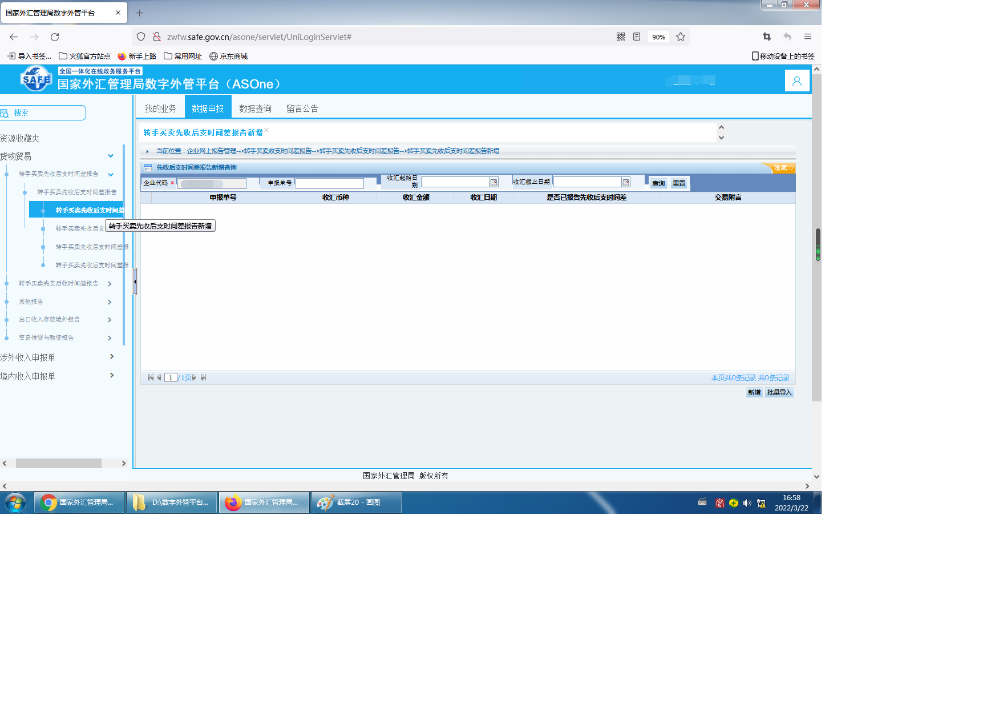 国家外汇管理局数字外管平台
zwfw.safe.gov.cn/asone/servlet/UniLoginServlet#
90%
导入书签... 火狐官方站点 新手上路 常用网址 京东商城 移动设备上的书签
SAFE
全国一体化在线政务服务平台
国家外汇管理局数字外管平台（ASOne）
搜索
我的业务 数据申报 数据查询 留言公告
资源收藏夹
货物贸易
转手买卖先收后支时间差报告
转手买卖先收后支时间差报告
转手买卖先收后支时间差
转手买卖先收后支
转手买卖先收后支时间差报
转手买卖先收后支时间差报
转手买卖先支后收时间差报告
其他报告
出口收入存放境外报告
贸易信贷与融资报告
涉外收入申报单
境内收入申报单
转手买卖先收后支时间差报告新增
转手买卖先收后支时间差报告新增
当前位置：企业网上报告管理-->转手买卖收支时间差报告-->转手买卖先收后支时间差报告-->转手买卖先收后支时间差报告新增
先收后支时间差报告新增查询
隐藏>>
企业代码 * 申报单号 收汇起始日期 收汇截止日期 查询 重置
申报单号 收汇币种 收汇金额 收汇日期 是否已报告先收后支时间差 交易附言
1 /1页
本页共0条记录 共0条记录
新增 批量导入
国家外汇管理局 版权所有
国家外汇管理局... D:\数字外管平台... 国家外汇管理局... 截屏20 - 画图
16:58
2022/3/22